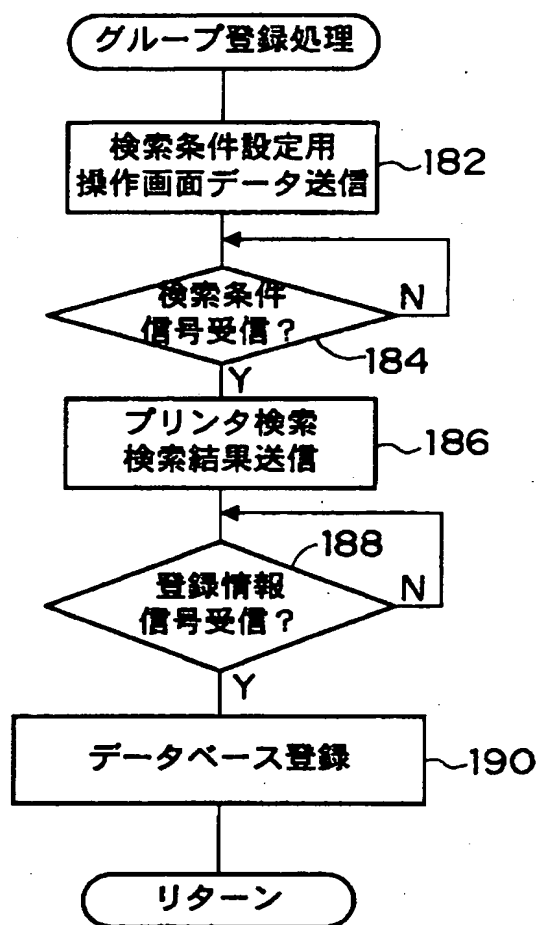 グループ登録処理
検索条件設定用
操作画面データ送信
182
検索条件
信号受信?
N
184
Y
プリンタ検索
検索結果送信
186
188
登録情報
信号受信?
N
Y
データベース登録
190
リターン